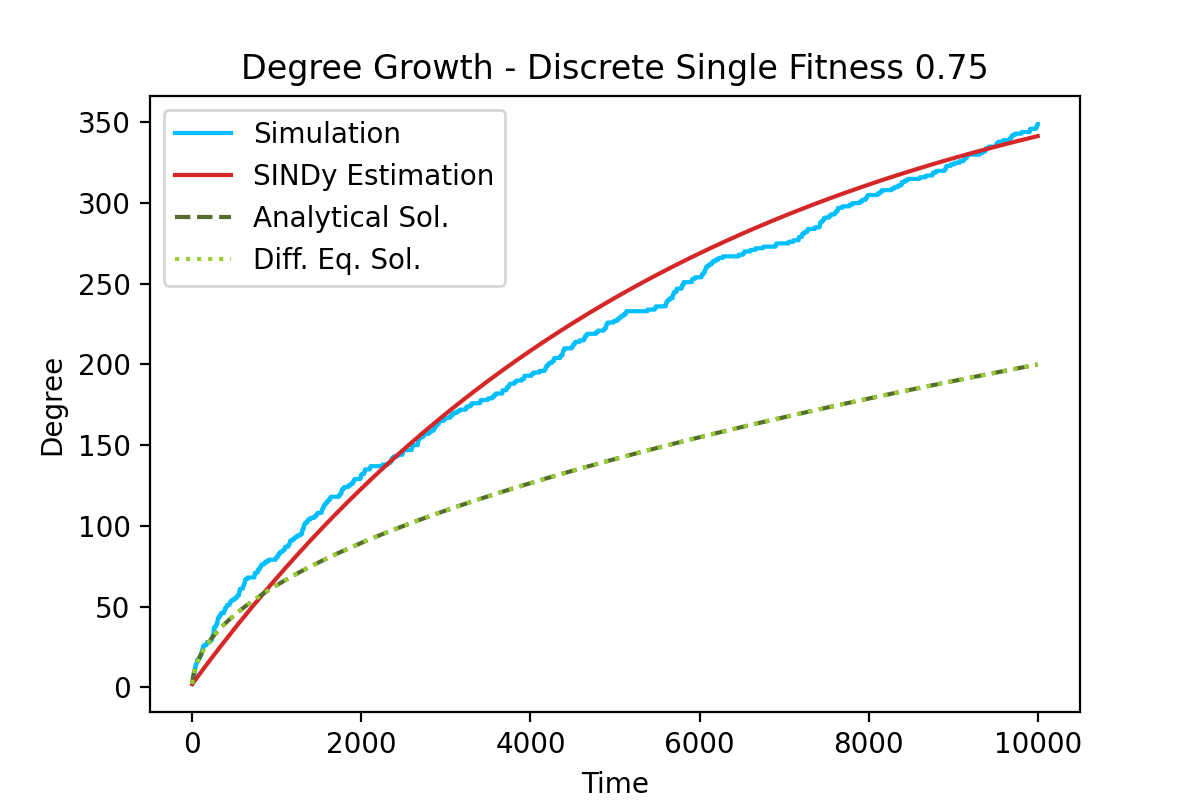 Degree Growth - Discrete Single Fitness 0.75
Simulation
SINDy Estimation
Analytical Sol.
Diff. Eq. Sol.
Degree
350
300
250
200
150
100
50
0
0 2000 4000 6000 8000 10000
Time